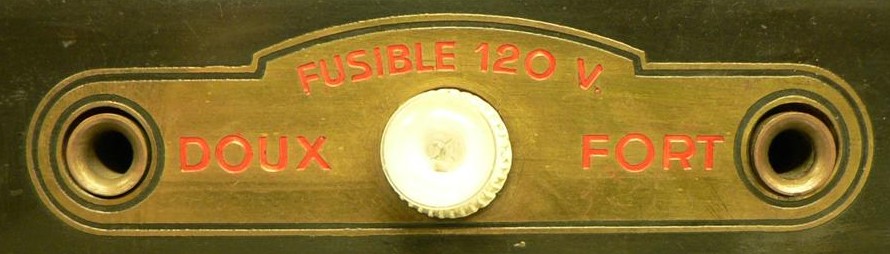 FUSIBLE 120 V.
DOUX FORT